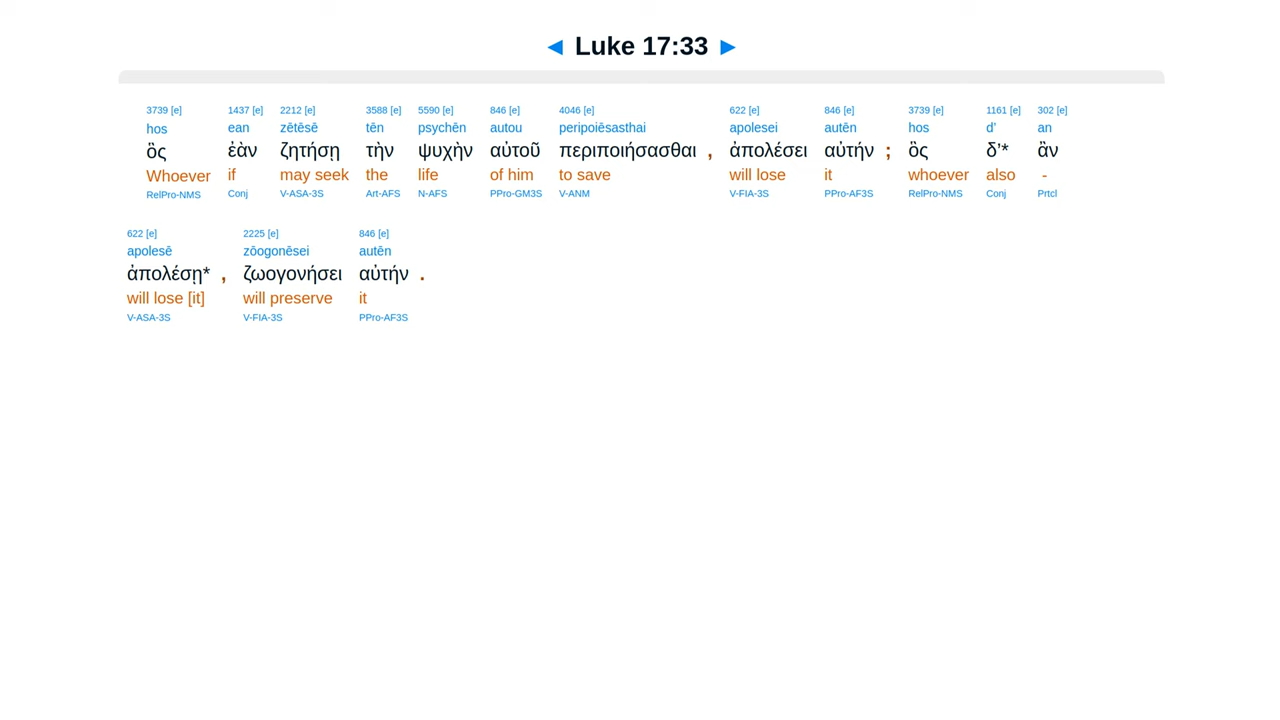 ◄ Luke 17:33 ►
3739 [e] 1437 [e] 2212 [e] 3588 [e] 5590 [e] 846 [e] 4046 [e] 622 [e] 846 [e] 3739 [e] 1161 [e] 302 [e]
hos ean zētēsē tēn psychēn autou peripoiēsasthai apolesei autēn hos d’ an
ὃς ἐὰν ζητήσῃ τὴν ψυχὴν αὐτοῦ περιποιήσασθαι , ἀπολέσει αὐτήν ; ὃς δ’* ἂν
Whoever if may seek the life of him to save will lose it whoever also -
RelPro-NMS Conj V-ASA-3S Art-AFS N-AFS PPro-GM3S V-ANM V-FIA-3S PPro-AF3S RelPro-NMS Conj Prtcl
622 [e] 2225 [e] 846 [e]
apolesē zōogonēsei autēn
ἀπολέσῃ* , ζωογονήσει αὐτήν .
will lose [it] will preserve it
V-ASA-3S V-FIA-3S PPro-AF3S